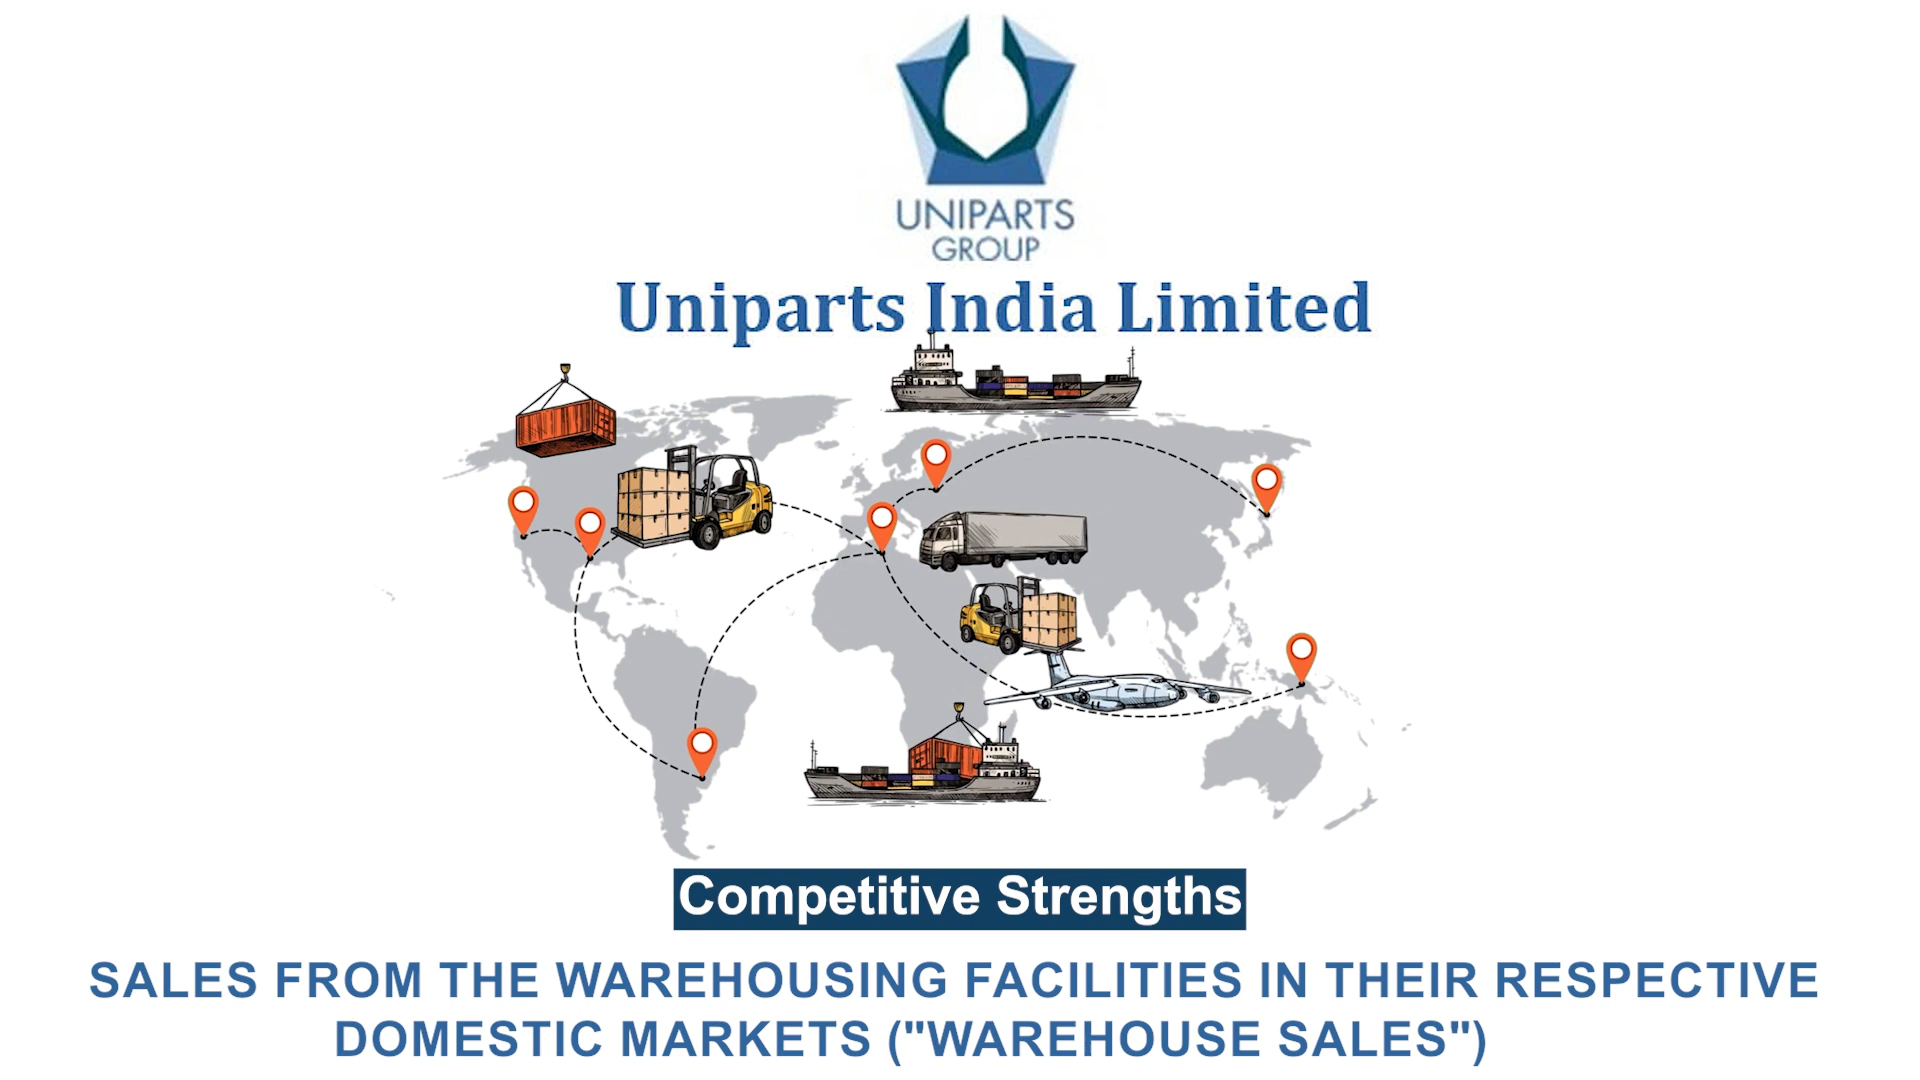 UNIPARTS
GROUP
Uniparts India Limited
Competitive Strengths
SALES FROM THE WAREHOUSING FACILITIES IN THEIR RESPECTIVE
DOMESTIC MARKETS ("WAREHOUSE SALES")